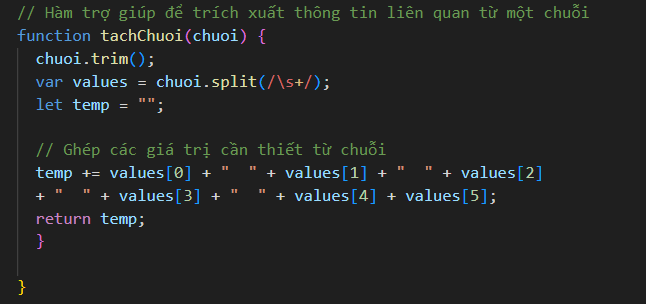 // Hàm trợ giúp để trích xuất thông tin liên quan từ một chuỗi
function tachChuoi(chuoi) {
  chuoi.trim();
  var values = chuoi.split(/\s+/);
  let temp = "";

  // Ghép các giá trị cần thiết từ chuỗi
  temp += values[0] + "  " + values[1] + "  " + values[2]
  + "  " + values[3] + "  " + values[4] + values[5];
  return temp;
  }

}